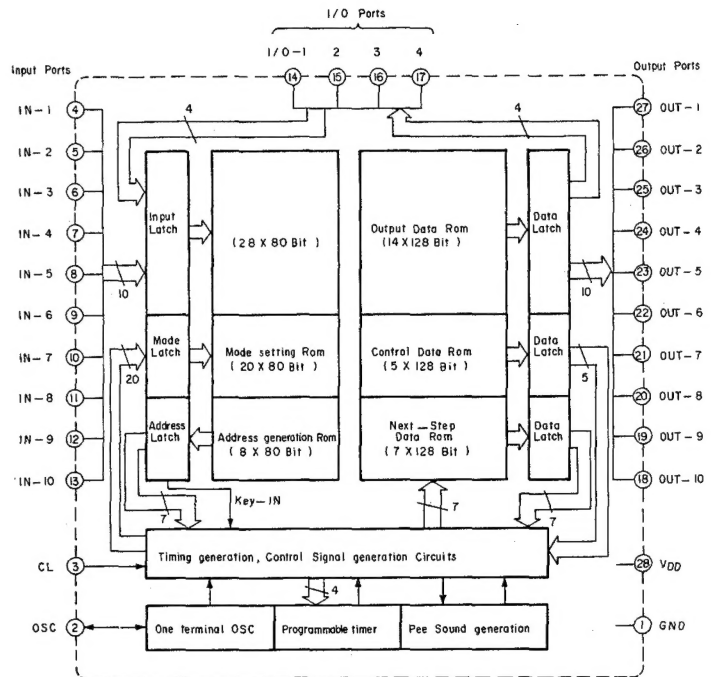 I/O Ports
I/O-1 2 3 4
14 15 16 17
Input Ports
Output Ports
IN-1 4
IN-2 5
IN-3 6
IN-4 7
IN-5 8
IN-6 9
IN-7 10
IN-8 11
IN-9 12
IN-10 13
CL 3
OSC 2
27 OUT-1
26 OUT-2
25 OUT-3
24 OUT-4
23 OUT-5
22 OUT-6
21 OUT-7
20 OUT-8
19 OUT-9
18 OUT-10
28 VDD
1 GND
4
4
Input
Latch
(28 X 80 Bit)
Output Data Rom
(14 X 128 Bit)
Data
Latch
10
10
Mode
Latch
Mode setting Rom
(20 X 80 Bit)
Control Data Rom
(5 X 128 Bit)
Data
Latch
20
5
Address
Latch
Address generation Rom
(8 X 80 Bit)
Next-Step
Data Rom
(7 X 128 Bit)
Data
Latch
Key-IN
7
7
7
Timing generation, Control Signal generation Circuits
4
One terminal OSC
Programmable timer
Pee Sound generation